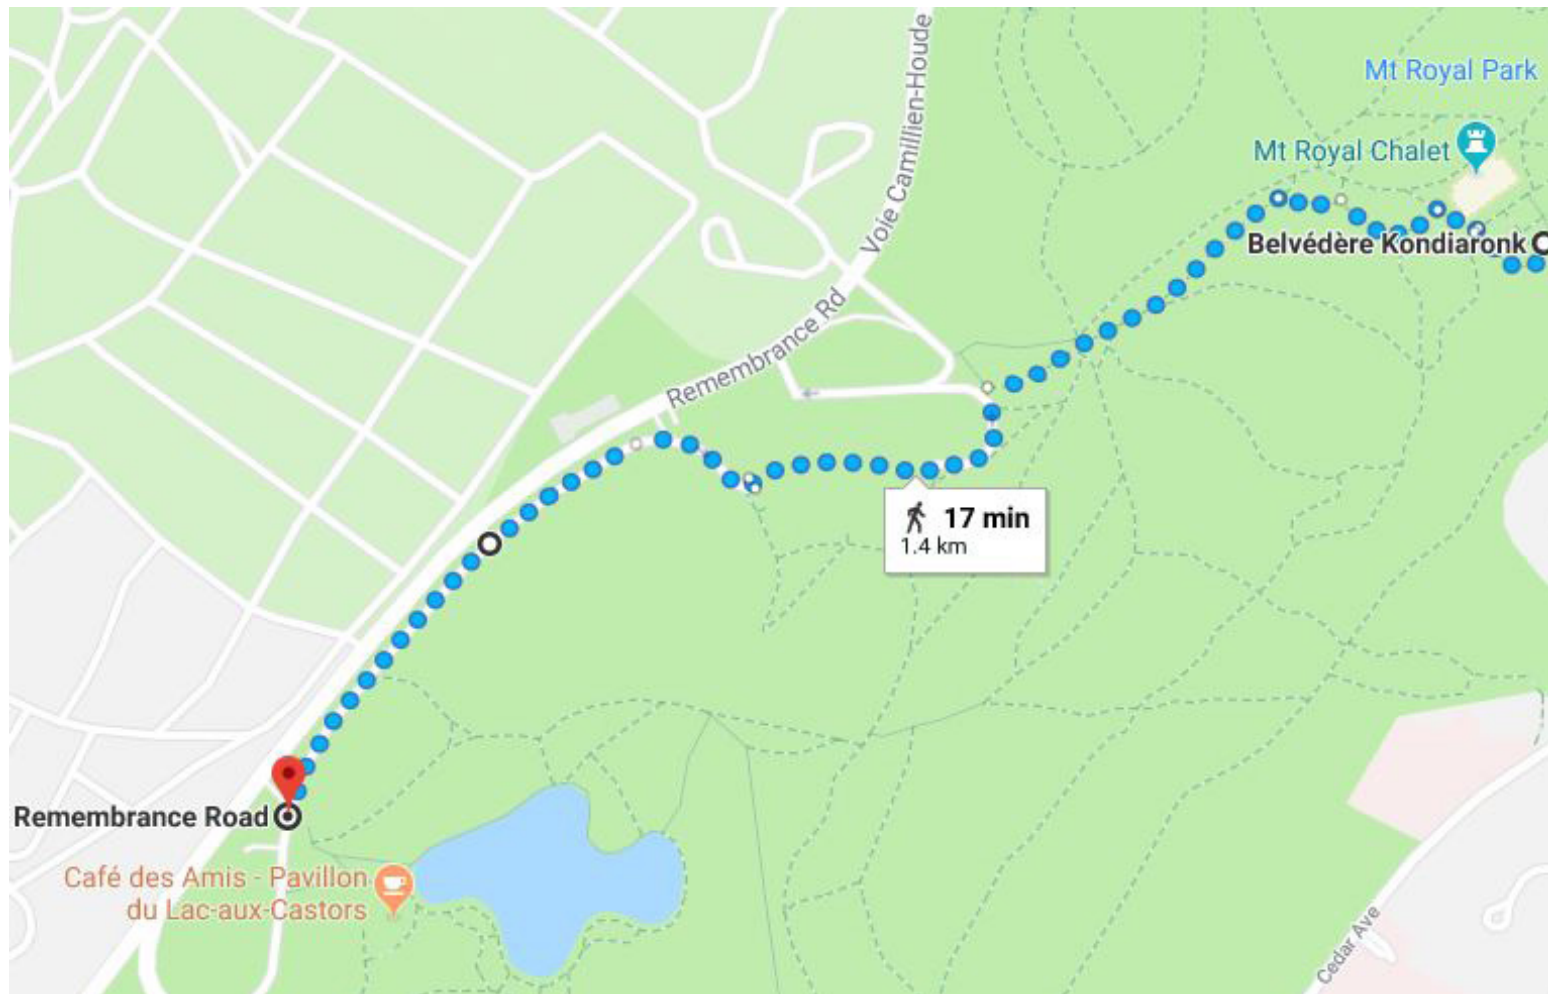 Mt Royal Park
Voie Camillien-Houde
Mt Royal Chalet
Belvédère Kondiaronk
Remembrance Rd
17 min
1.4 km
Remembrance Road
Café des Amis - Pavillon
du Lac-aux-Castors
Cedar Ave